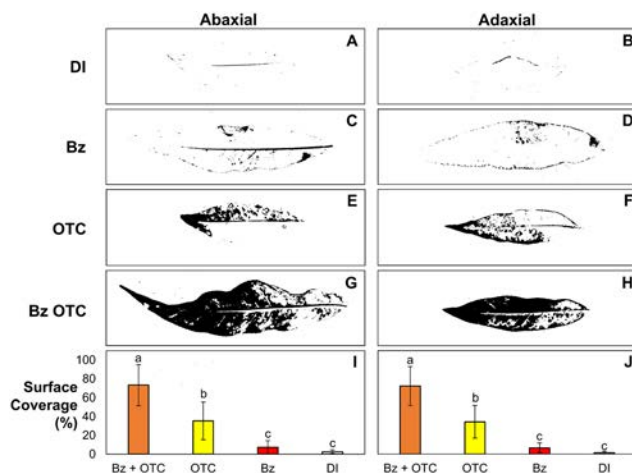 Abaxial Adaxial
A B
DI
C D
Bz
E F
OTC
G H
Bz OTC
I J
100 a a
80
60 b b
40
20 c c c c
0
Surface
Coverage
(%)
Bz + OTC OTC Bz DI Bz + OTC OTC Bz DI